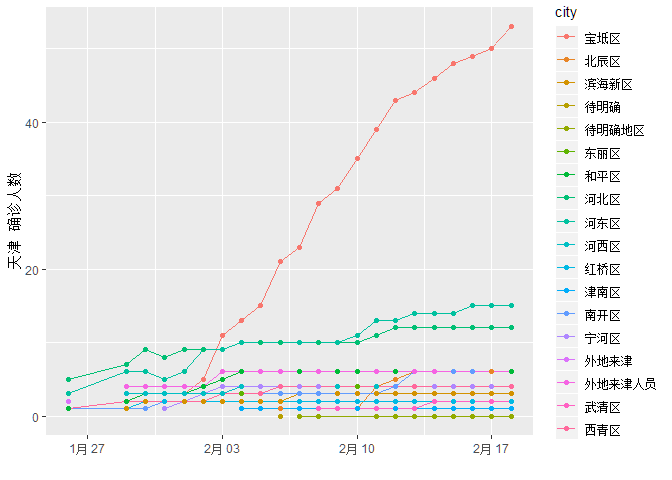 city
宝坻区
北辰区
滨海新区
待明确
待明确地区
东丽区
和平区
河北区
河东区
河西区
红桥区
津南区
南开区
宁河区
外地来津
外地来津人员
武清区
西青区
天津 确诊人数
40
20
0
1月 27
2月 03
2月 10
2月 17